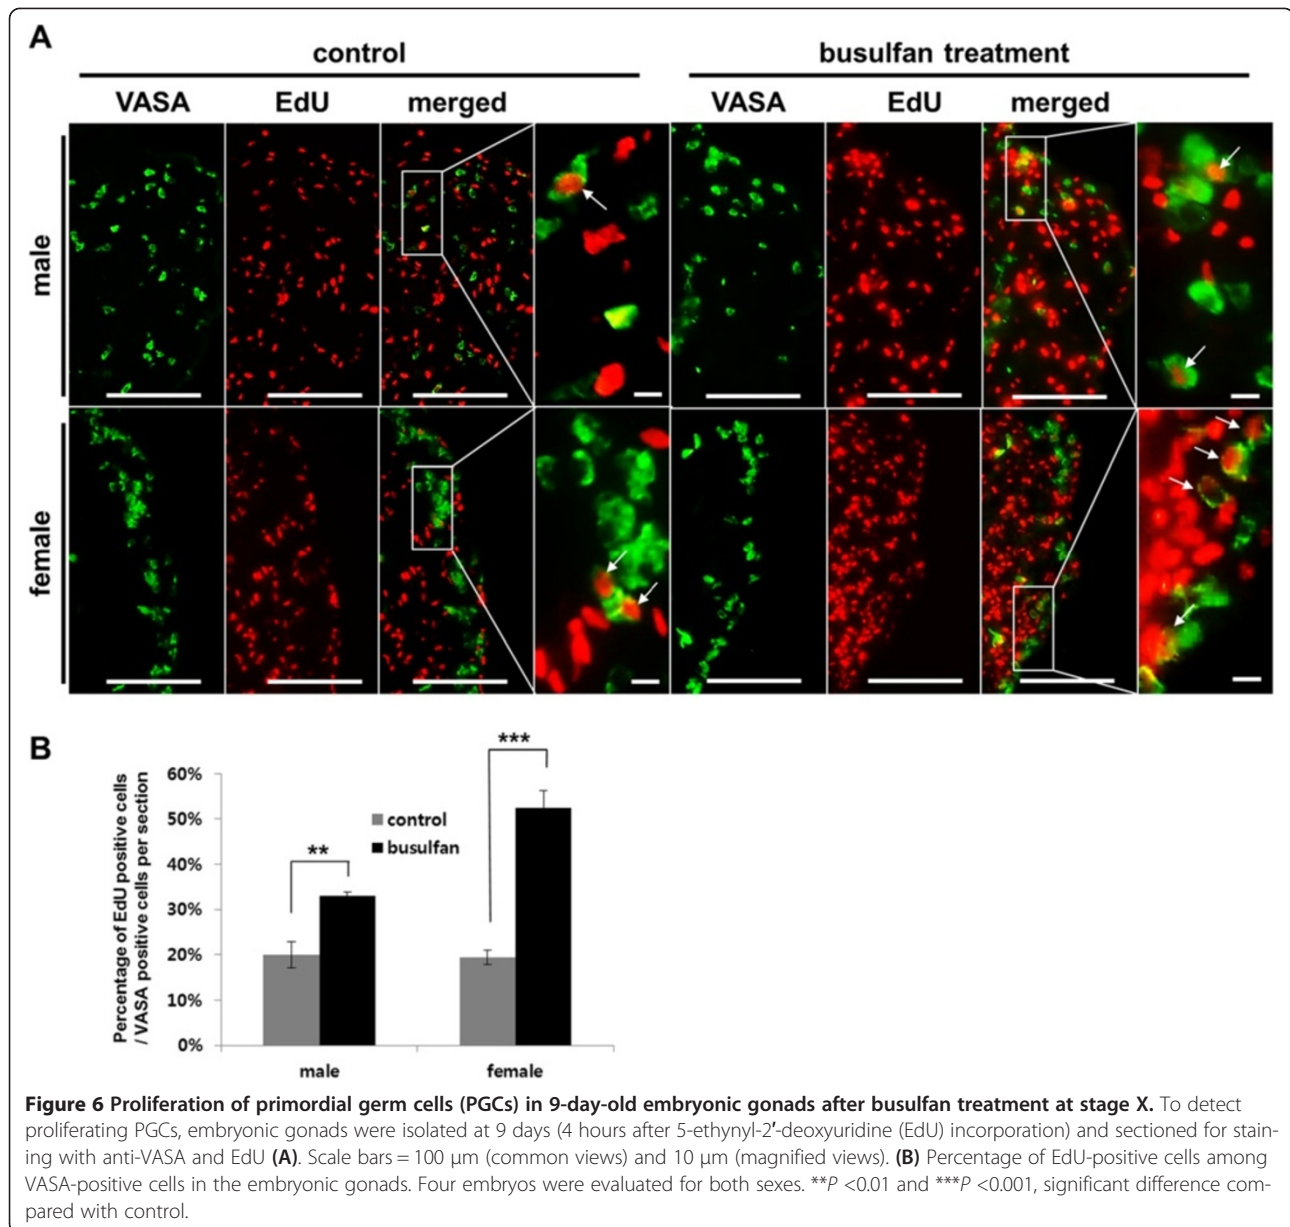 A
control
busulfan treatment
VASA EdU merged VASA EdU merged
male
female
B
Percentage of EdU positive cells
/ VASA positive cells per section
60%
50%
40%
30%
20%
10%
0%
**
***
control
busulfan
male female
Figure 6 Proliferation of primordial germ cells (PGCs) in 9-day-old embryonic gonads after busulfan treatment at stage X. To detect
proliferating PGCs, embryonic gonads were isolated at 9 days (4 hours after 5-ethynyl-2′-deoxyuridine (EdU) incorporation) and sectioned for stain-
ing with anti-VASA and EdU (A). Scale bars = 100 μm (common views) and 10 μm (magnified views). (B) Percentage of EdU-positive cells among
VASA-positive cells in the embryonic gonads. Four embryos were evaluated for both sexes. **P <0.01 and ***P <0.001, significant difference com-
pared with control.